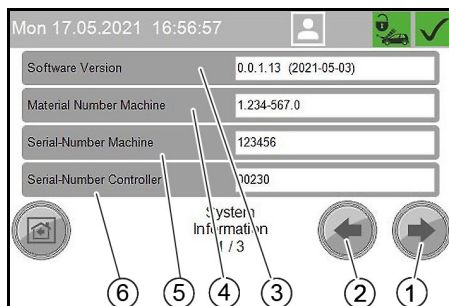 Mon 17.05.2021 16:56:57
Software Version 0.0.1.13 (2021-05-03)
Material Number Machine 1.234-567.0
Serial-Number Machine 123456
Serial-Number Controller 00230
System
Information
1 / 3
6 5 4 3 2 1